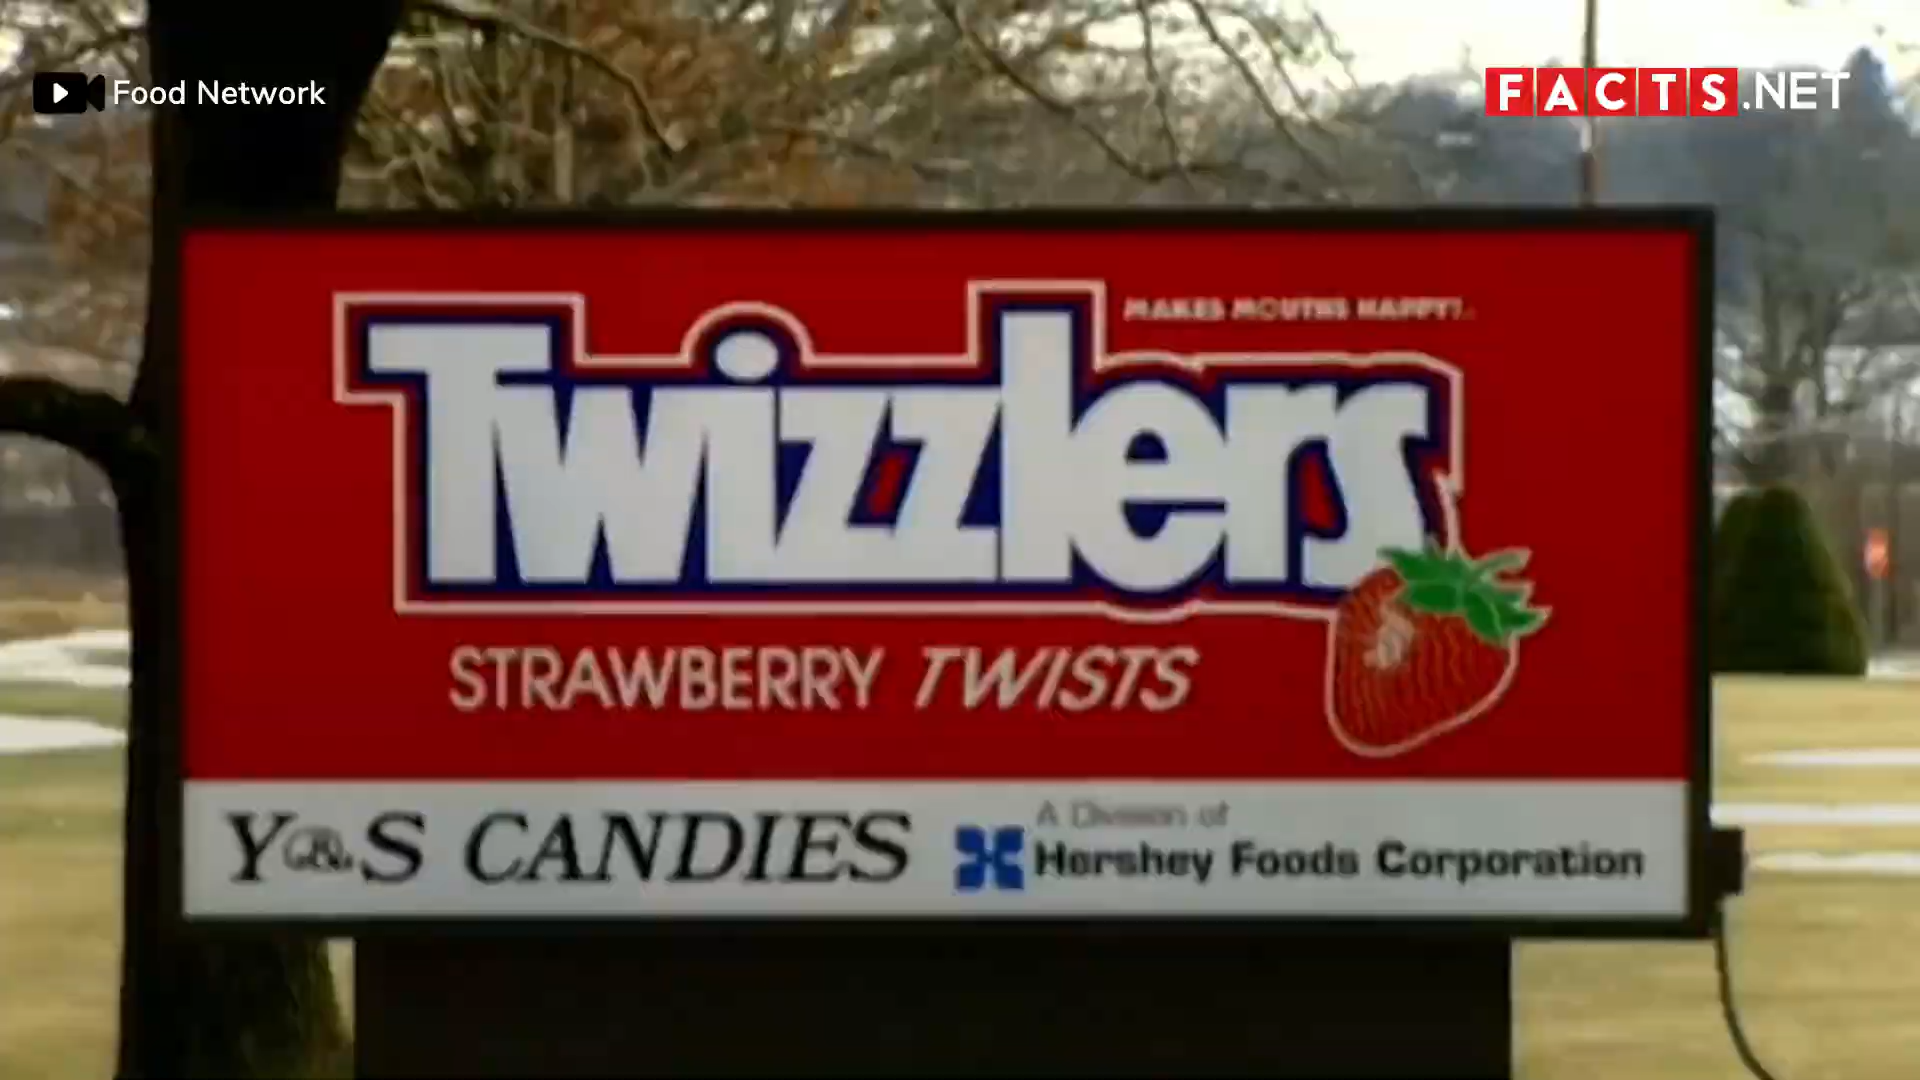 Food Network
FACTS.NET
MAKES MOUTHS HAPPY!
Twizzlers
STRAWBERRY TWISTS
Y&S CANDIES
A Division of
Hershey Foods Corporation